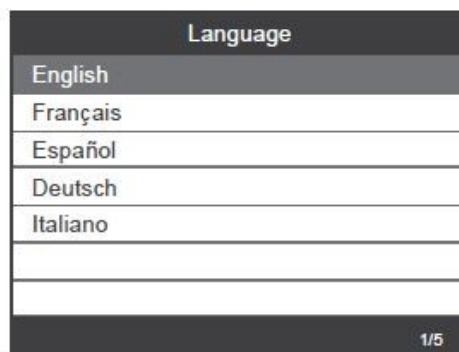 Language
English
Français
Español
Deutsch
Italiano
1/5